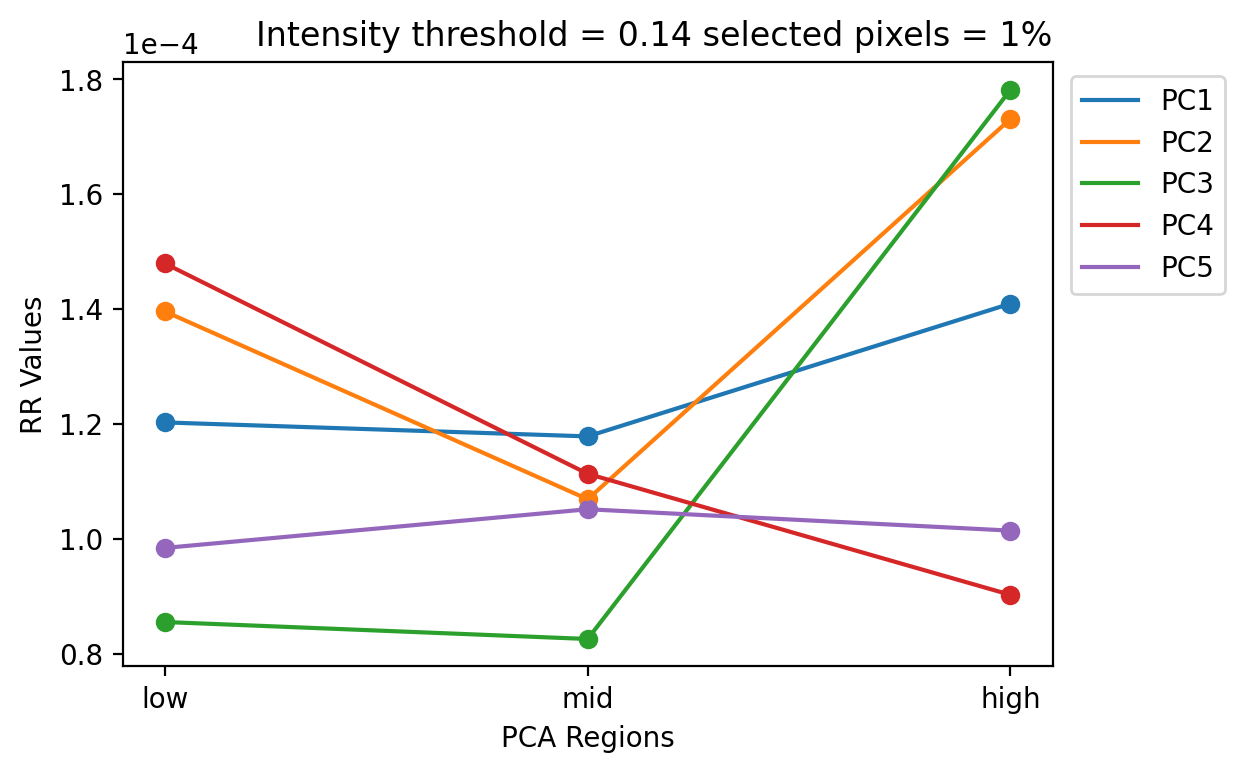 Intensity threshold = 0.14 selected pixels = 1%
1e−4
1.8
1.6
1.4
1.2
1.0
0.8
RR Values
low mid high
PCA Regions
PC1
PC2
PC3
PC4
PC5